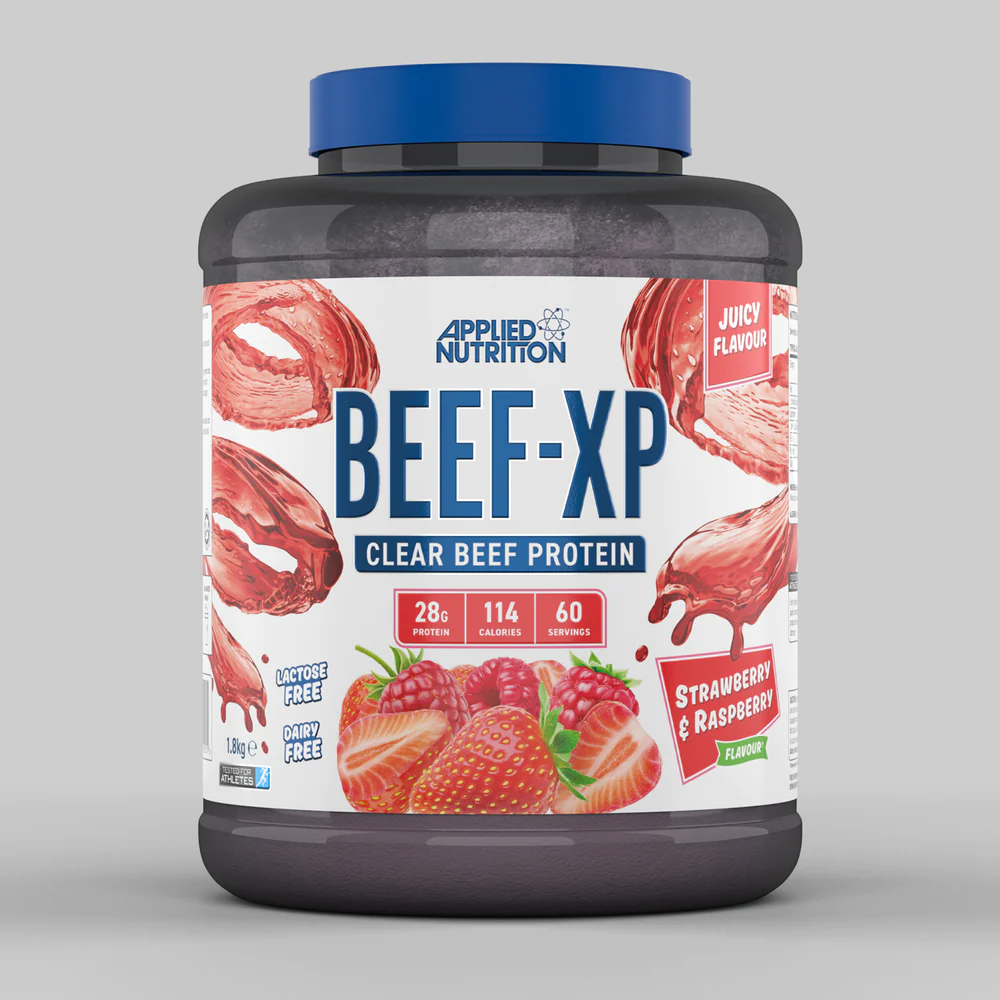 APPLIED
NUTRITION
JUICY
FLAVOUR
BEEF-XP
CLEAR BEEF PROTEIN
28G PROTEIN
114 CALORIES
60 SERVINGS
LACTOSE
FREE
DAIRY
FREE
1.8kg ℮
TESTED FOR
ATHLETES
STRAWBERRY
& RASPBERRY
FLAVOUR